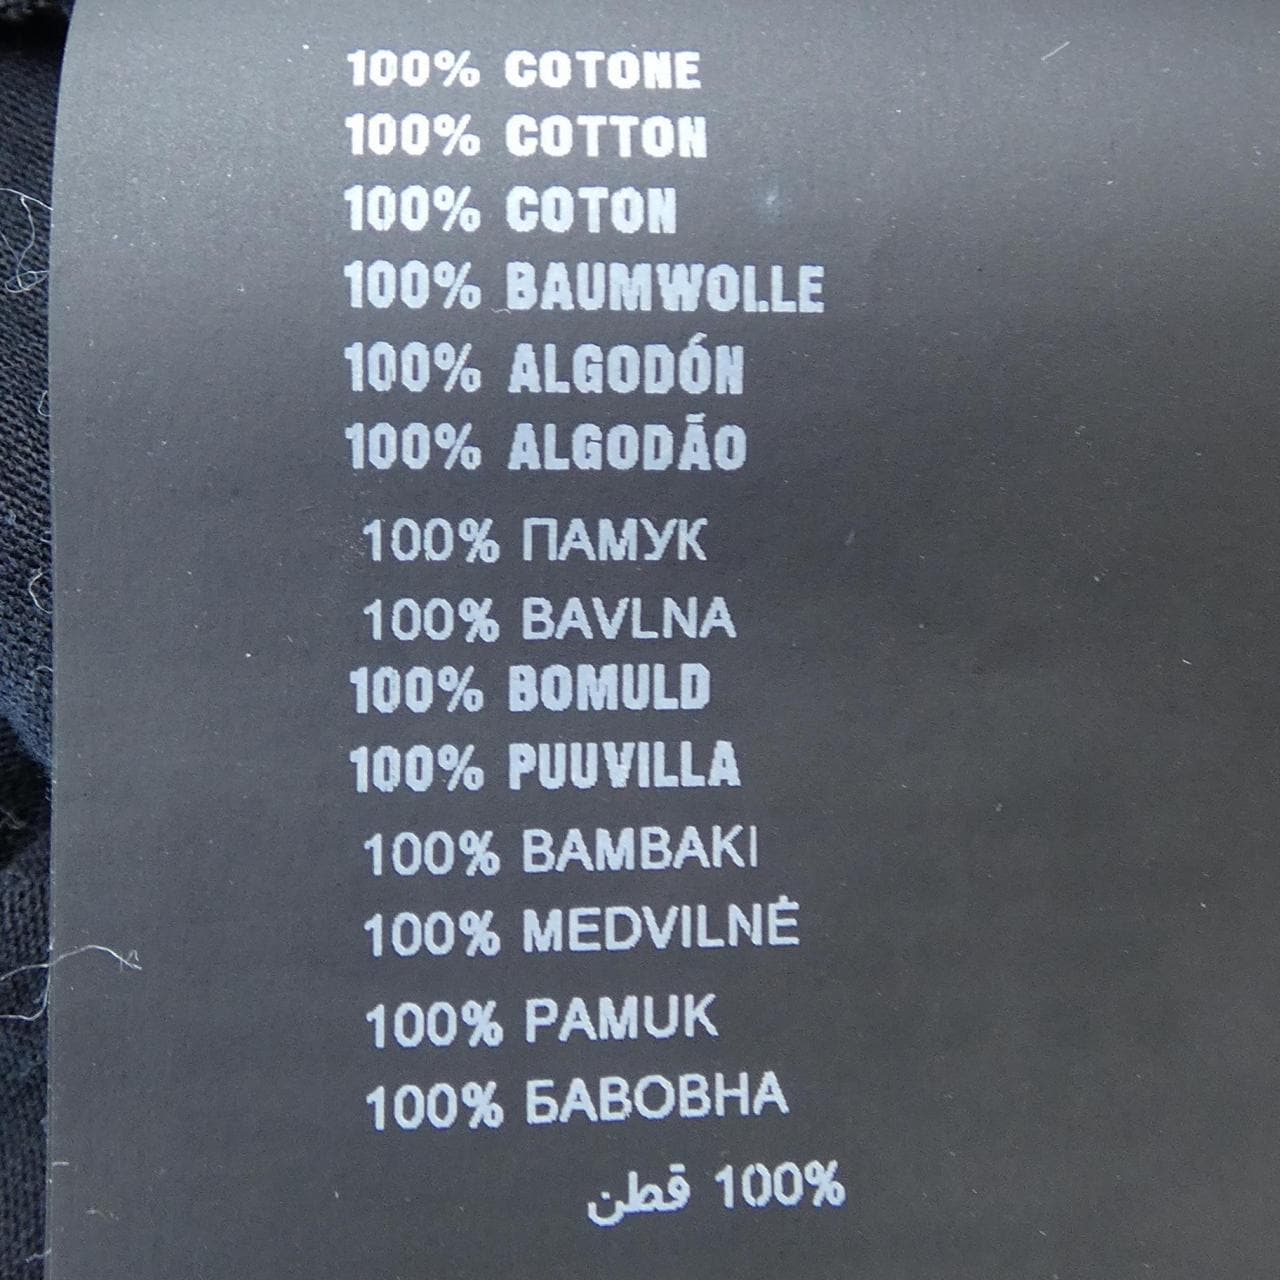 100% COTONE
100% COTTON
100% COTON
100% BAUMWOLLE
100% ALGODÓN
100% ALGODÃO
100% ПАМУК
100% BAVLNA
100% BOMULD
100% PUUVILLA
100% BAMBAKI
100% MEDVILNĖ
100% PAMUK
100% БАВОВНА
100% قطن